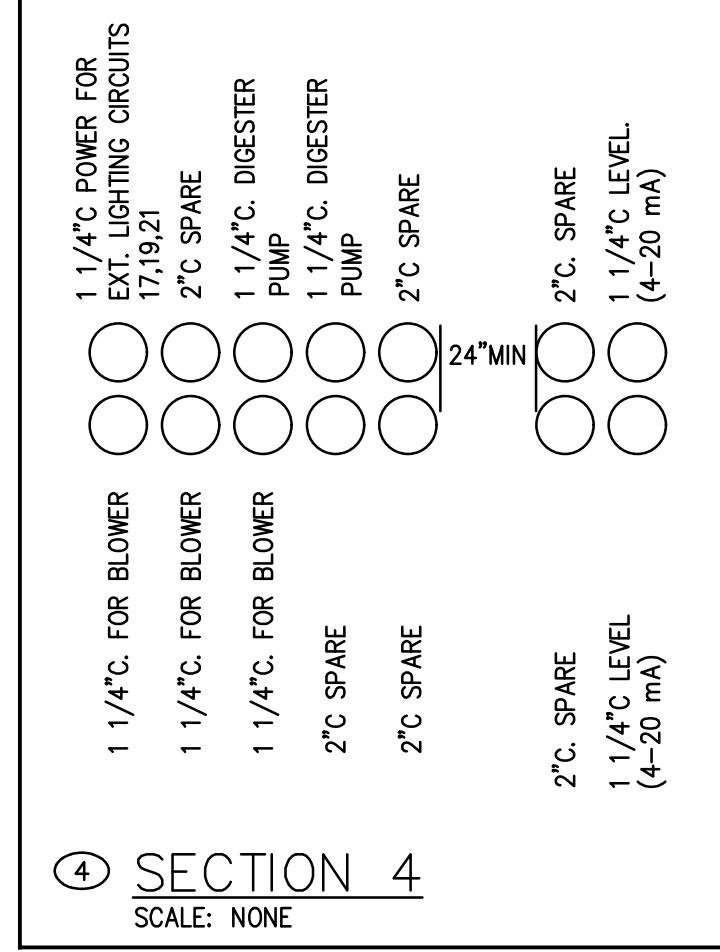 1 1/4"C POWER FOR
EXT. LIGHTING CIRCUITS
17,19,21
2"C SPARE
1 1/4"C. DIGESTER
PUMP
1 1/4"C. DIGESTER
PUMP
2"C SPARE
2"C. SPARE
1 1/4"C LEVEL.
(4-20 mA)
24"MIN
1 1/4"C. FOR BLOWER
1 1/4"C. FOR BLOWER
1 1/4"C. FOR BLOWER
2"C SPARE
2"C SPARE
2"C. SPARE
1 1/4"C LEVEL
(4-20 mA)
4 SECTION 4
SCALE: NONE